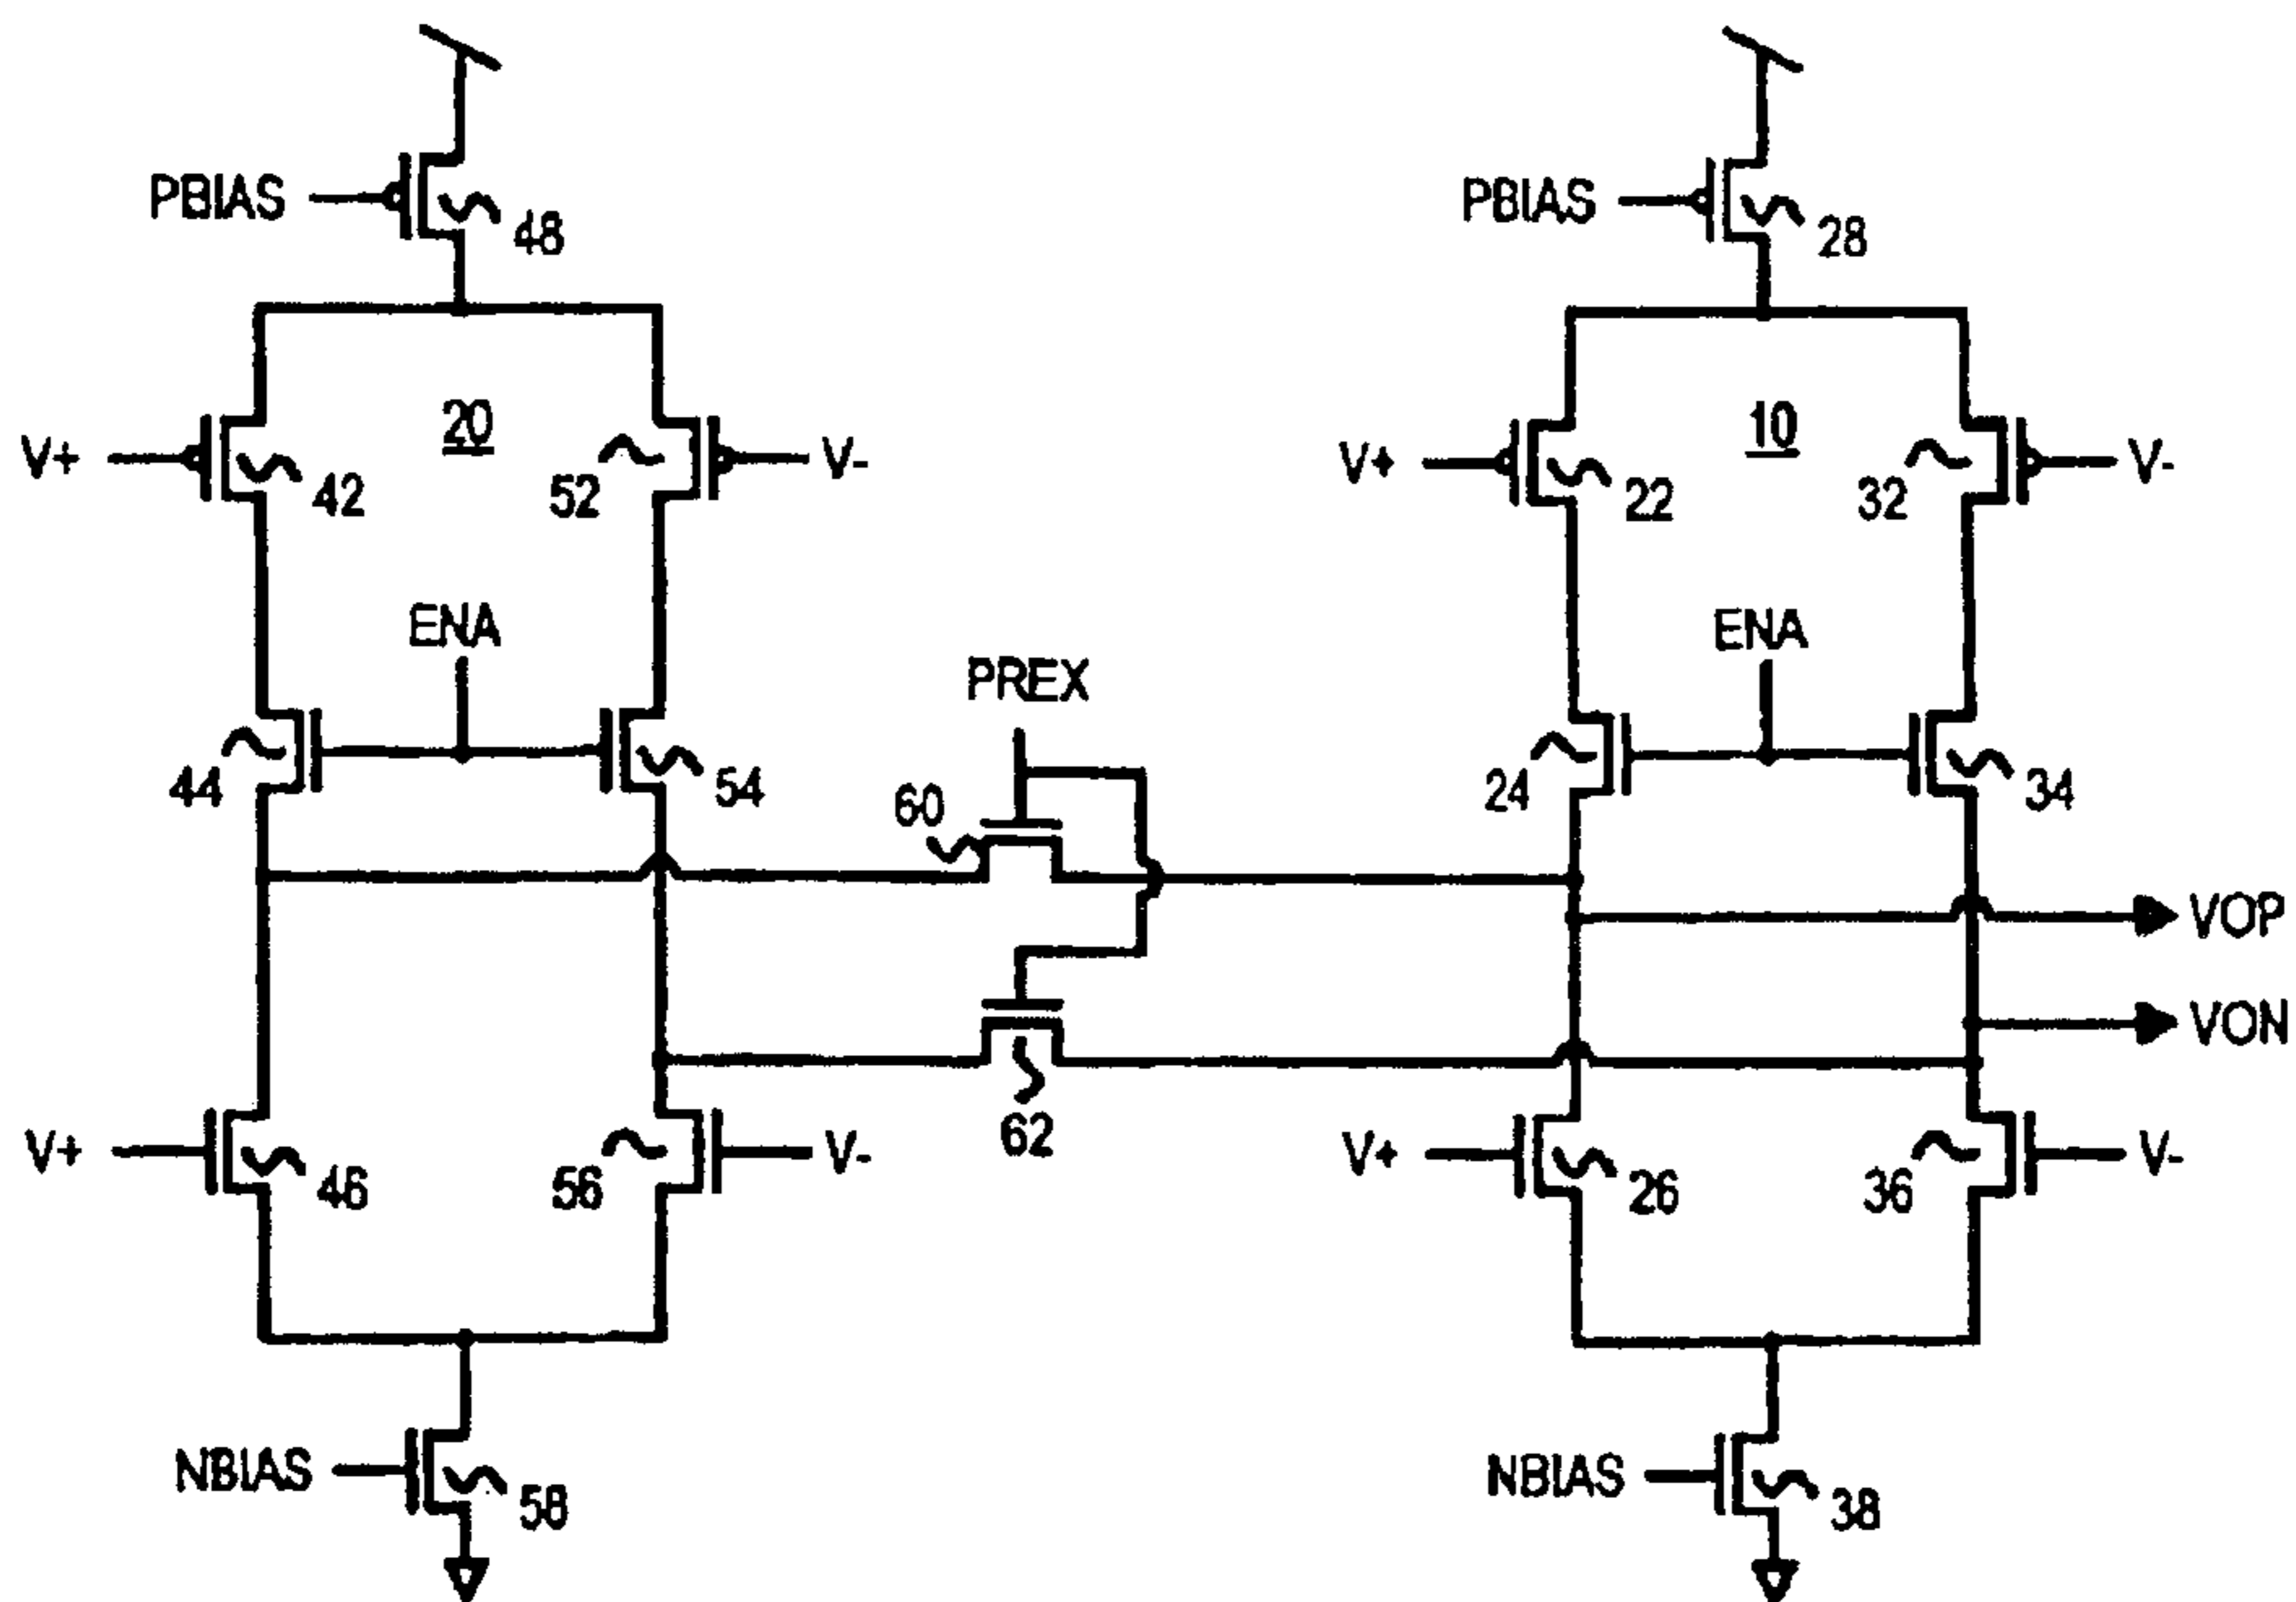 PBIAS
48
PBIAS
28
V+
42
20
52
V-
V+
22
10
32
V-
ENA
44
54
PREX
60
ENA
24
34
VOP
VON
62
V+
46
56
V-
V+
26
36
V-
NBIAS
58
NBIAS
38